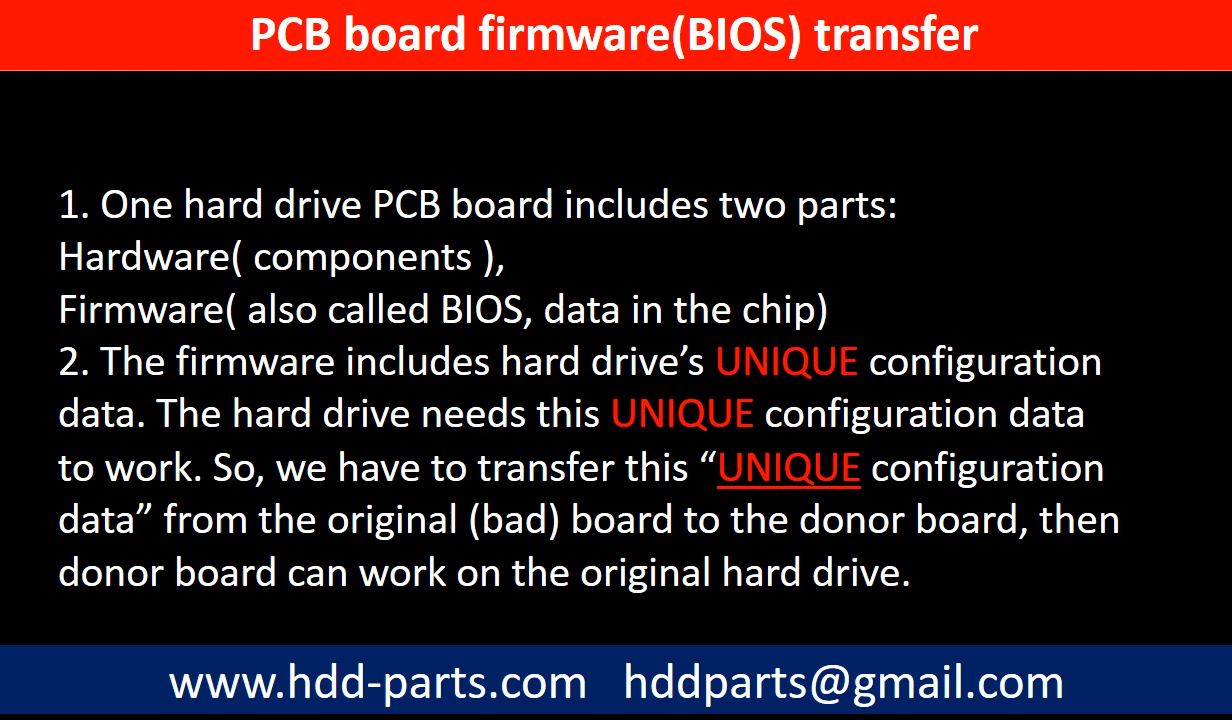 PCB board firmware(BIOS) transfer
1. One hard drive PCB board includes two parts:
Hardware( components ),
Firmware( also called BIOS, data in the chip)
2. The firmware includes hard drive’s UNIQUE configuration
data. The hard drive needs this UNIQUE configuration data
to work. So, we have to transfer this “UNIQUE configuration
data” from the original (bad) board to the donor board, then
donor board can work on the original hard drive.
www.hdd-parts.com hddparts@gmail.com